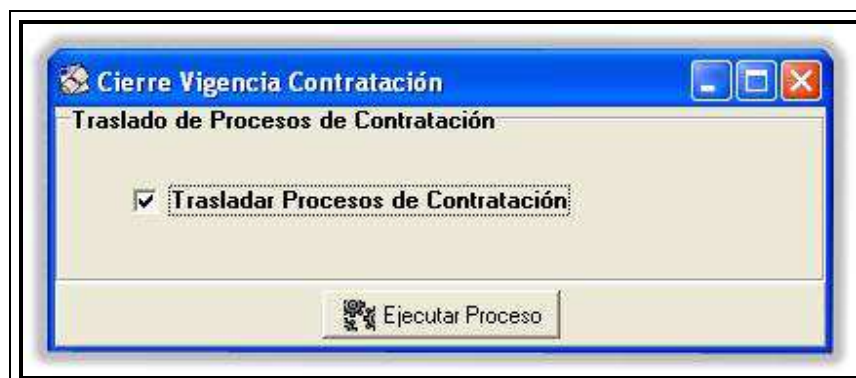 Cierre Vigencia Contratación
Traslado de Procesos de Contratación
Trasladar Procesos de Contratación
Ejecutar Proceso